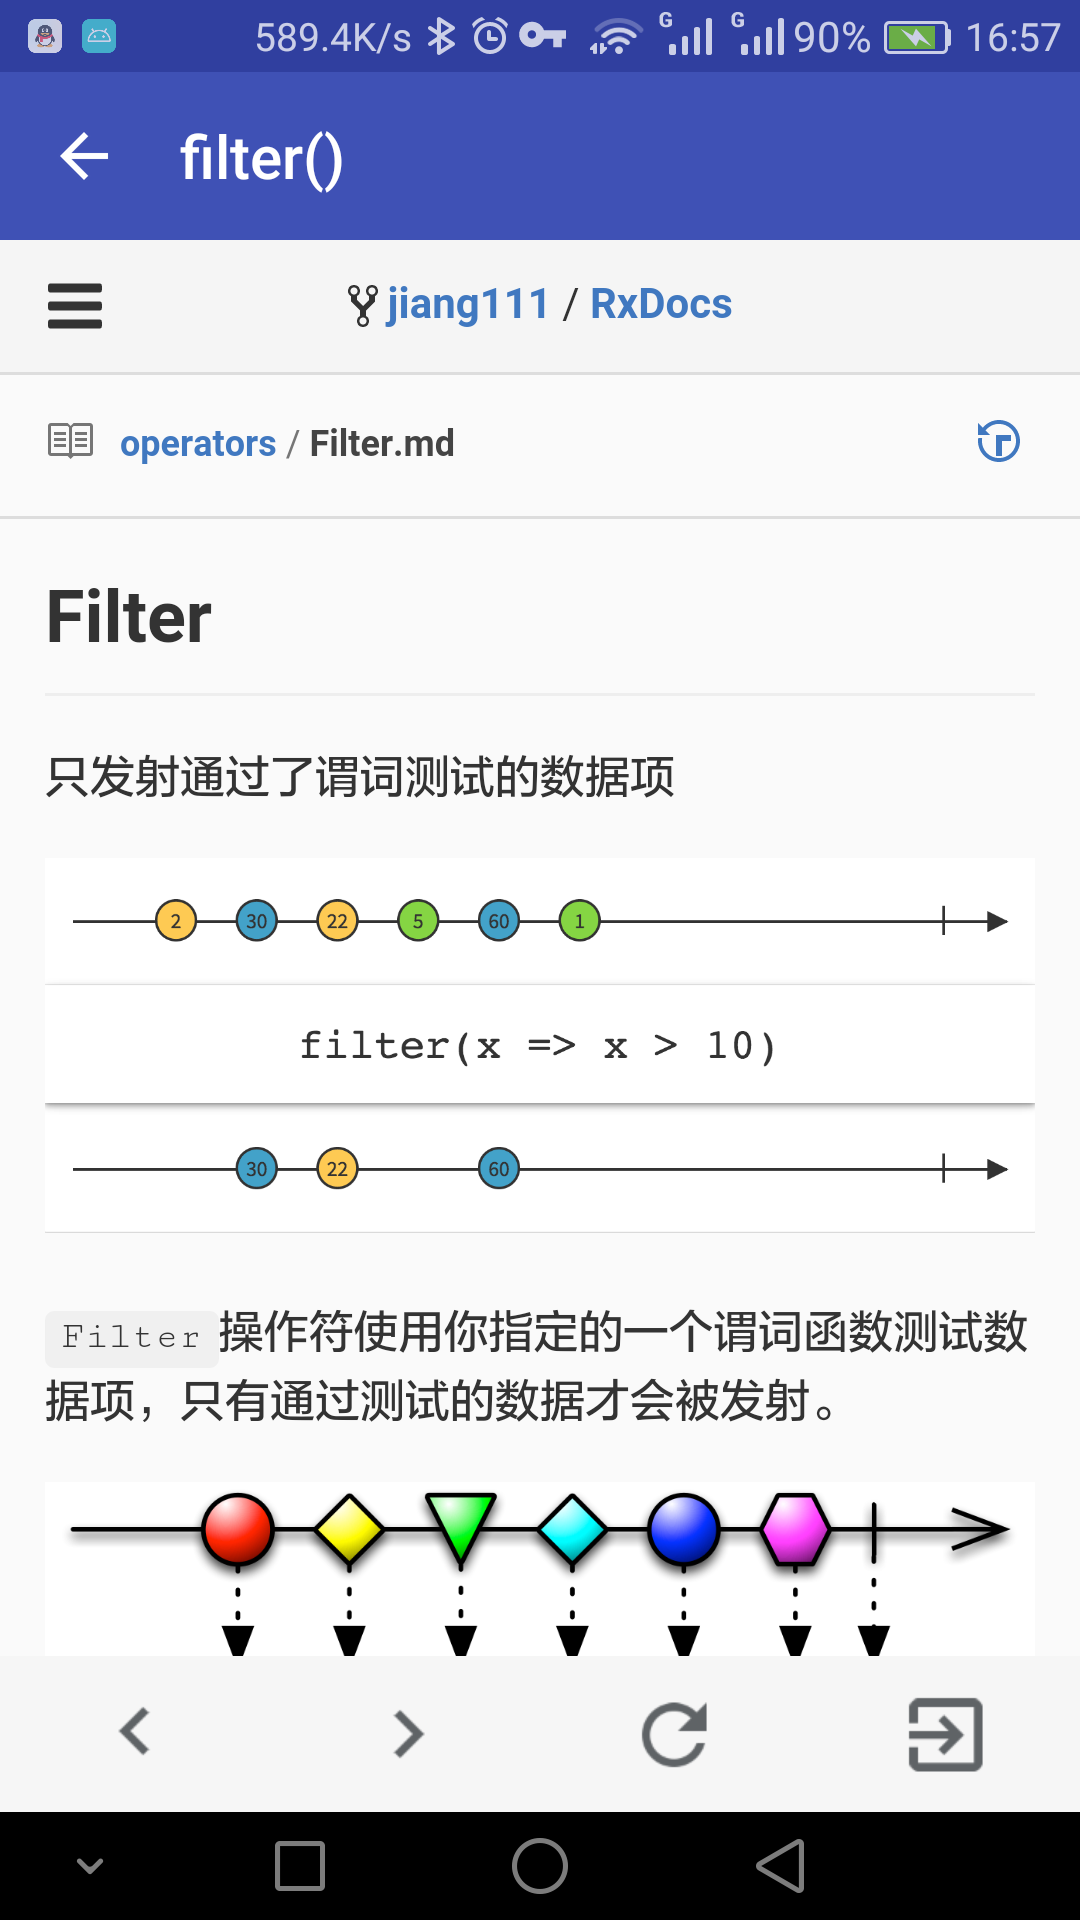 589.4K/s G G 90% 16:57
filter()
jiang111 / RxDocs
operators / Filter.md
Filter
只发射通过了谓词测试的数据项
2 30 22 5 60 1
filter(x => x > 10)
30 22 60
Filter操作符使用你指定的一个谓词函数测试数
据项，只有通过测试的数据才会被发射。